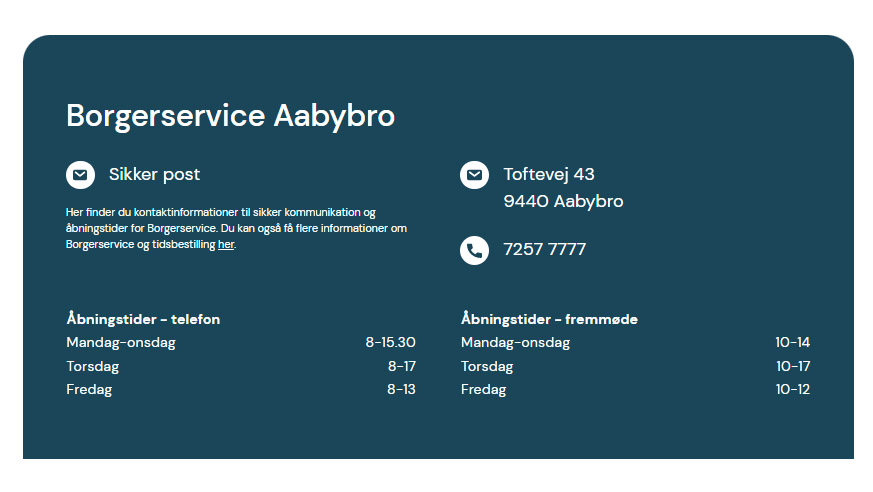 Borgerservice Aabybro
Sikker post
Her finder du kontaktinformationer til sikker kommunikation og
åbningstider for Borgerservice. Du kan også få flere informationer om
Borgerservice og tidsbestilling her.
Toftevej 43
9440 Aabybro
7257 7777
Åbningstider - telefon
Mandag-onsdag 8-15.30
Torsdag 8-17
Fredag 8-13
Åbningstider - fremmøde
Mandag-onsdag 10-14
Torsdag 10-17
Fredag 10-12